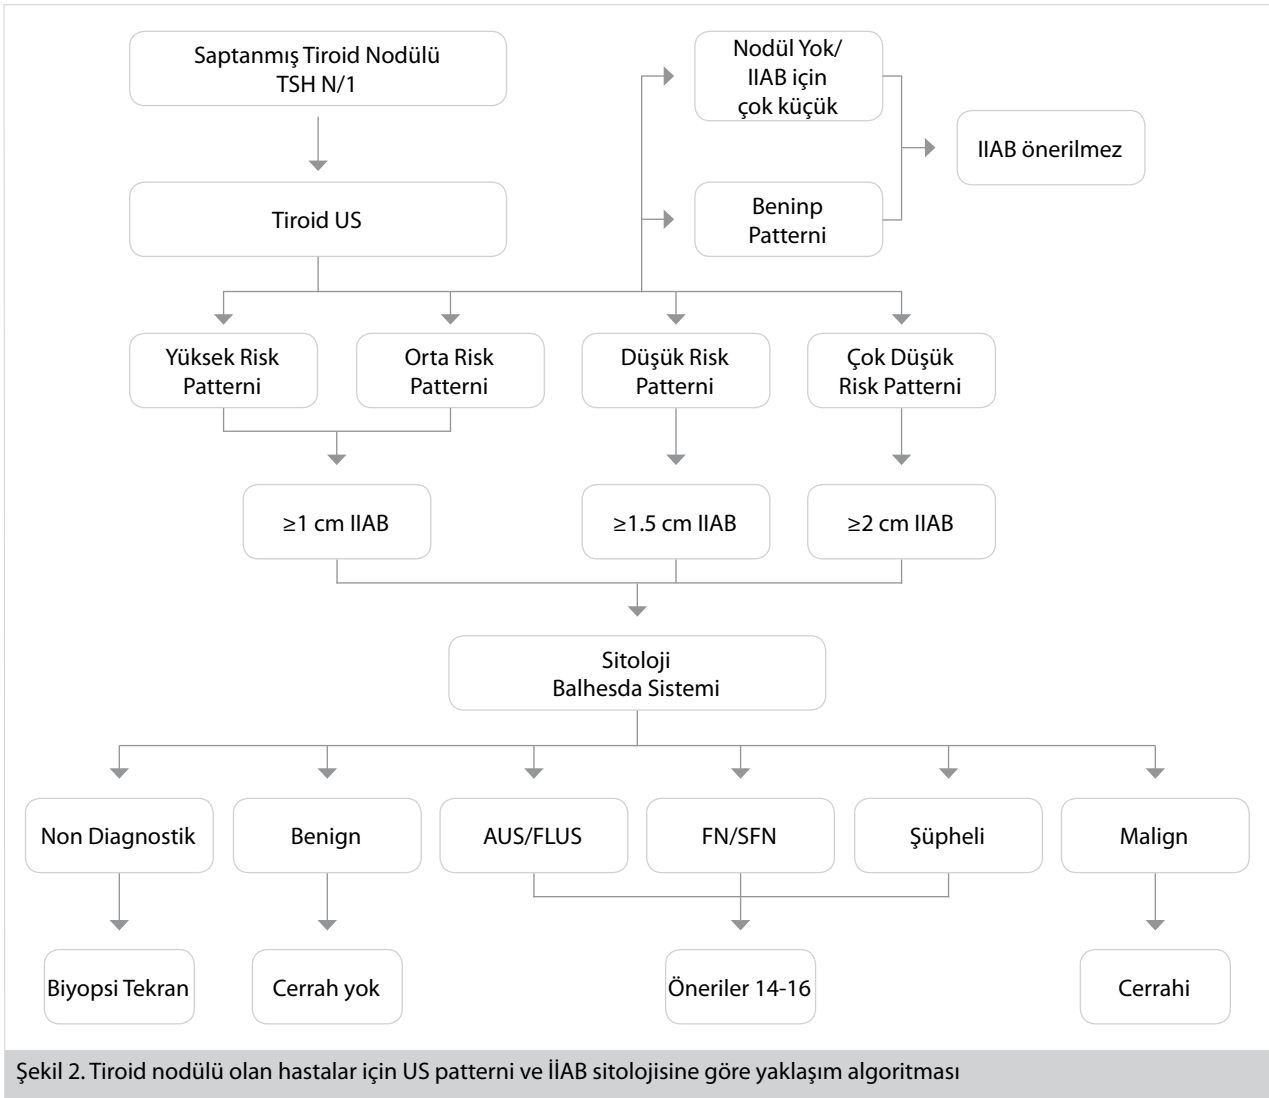 Saptanmış Tiroid Nodülü
TSH N/1
Nodül Yok/
IIAB için
çok küçük
IIAB önerilmez
Tiroid US
Beninp
Patterni
Yüksek Risk
Patterni
Orta Risk
Patterni
Düşük Risk
Patterni
Çok Düşük
Risk Patterni
≥1 cm IIAB
≥1.5 cm IIAB
≥2 cm IIAB
Sitoloji
Balhesda Sistemi
Non Diagnostik
Benign
AUS/FLUS
FN/SFN
Şüpheli
Malign
Biyopsi Tekran
Cerrah yok
Öneriler 14-16
Cerrahi
Şekil 2. Tiroid nodülü olan hastalar için US patterni ve İİAB sitolojisine göre yaklaşım algoritması